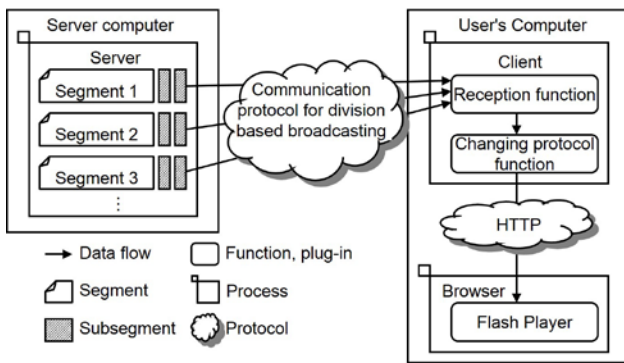 Server computer
Server
Segment 1
Segment 2
Segment 3
⋮
Communication
protocol for division
based broadcasting
User's Computer
Client
Reception function
Changing protocol
function
HTTP
Browser
Flash Player
Data flow
Function, plug-in
Segment
Process
Subsegment
Protocol